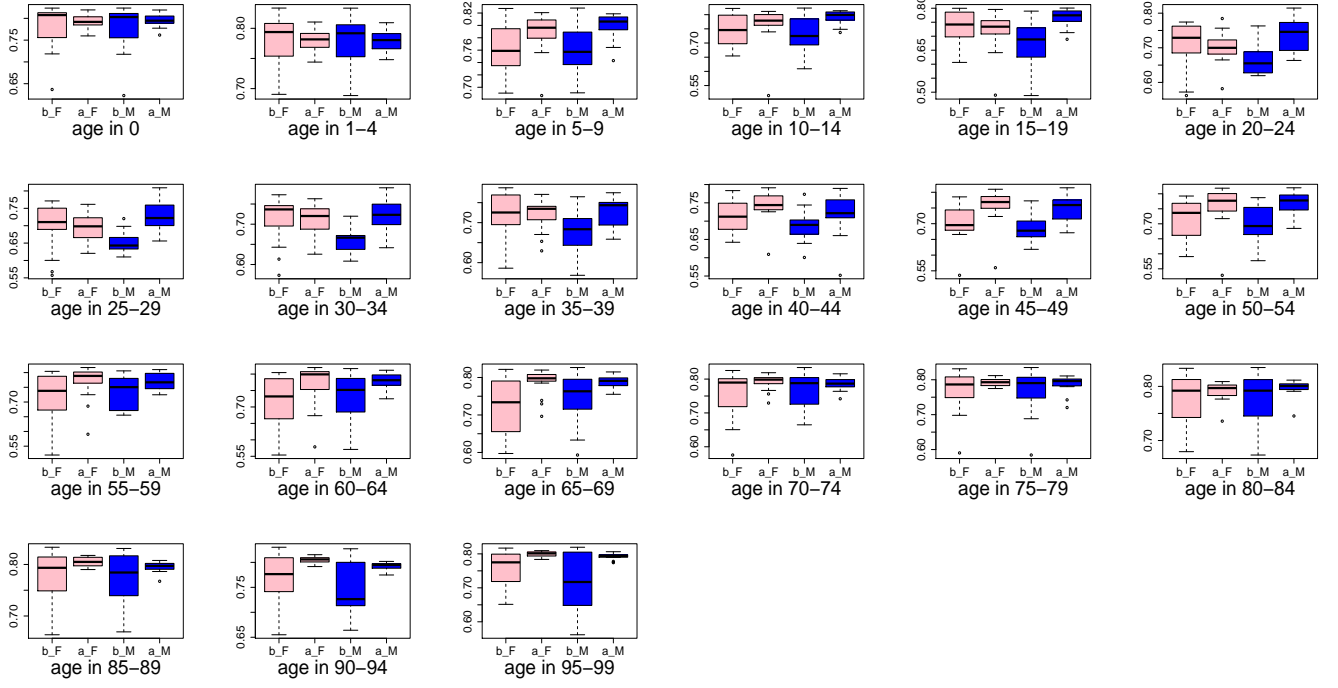 0.65 0.75
b_F a_F b_M a_M
age in 0
0.70 0.80
b_F a_F b_M a_M
age in 1−4
0.70 0.76 0.82
b_F a_F b_M a_M
age in 5−9
0.55 0.70
b_F a_F b_M a_M
age in 10−14
0.50 0.60 0.70 0.80
b_F a_F b_M a_M
age in 15−19
0.60 0.70 0.80
b_F a_F b_M a_M
age in 20−24
0.55 0.65 0.75
b_F a_F b_M a_M
age in 25−29
0.60 0.70
b_F a_F b_M a_M
age in 30−34
0.60 0.70
b_F a_F b_M a_M
age in 35−39
0.55 0.65 0.75
b_F a_F b_M a_M
age in 40−44
0.60 0.70
b_F a_F b_M a_M
age in 45−49
0.55 0.65 0.75
b_F a_F b_M a_M
age in 50−54
0.55 0.70
b_F a_F b_M a_M
age in 55−59
0.55 0.70
b_F a_F b_M a_M
age in 60−64
0.60 0.70 0.80
b_F a_F b_M a_M
age in 65−69
0.60 0.70 0.80
b_F a_F b_M a_M
age in 70−74
0.60 0.70 0.80
b_F a_F b_M a_M
age in 75−79
0.70 0.80
b_F a_F b_M a_M
age in 80−84
0.70 0.80
b_F a_F b_M a_M
age in 85−89
0.65 0.75
b_F a_F b_M a_M
age in 90−94
0.60 0.70 0.80
b_F a_F b_M a_M
age in 95−99